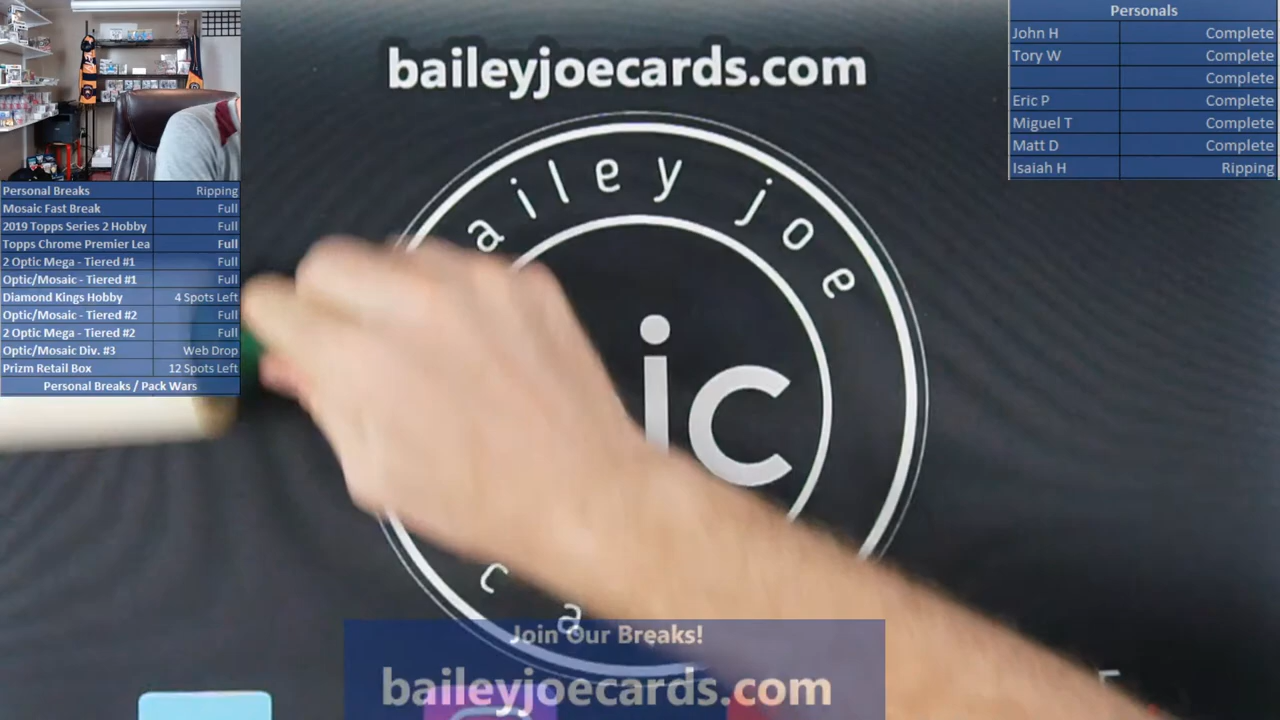 baileyjoecards.com
ailey joe
jc
c a
Personals
John H Complete
Tory W Complete
Complete
Eric P Complete
Miguel T Complete
Matt D Complete
Isaiah H Ripping
Personal Breaks Ripping
Mosaic Fast Break Full
2019 Topps Series 2 Hobby Full
Topps Chrome Premier Lea Full
2 Optic Mega - Tiered #1 Full
Optic/Mosaic - Tiered #1 Full
Diamond Kings Hobby 4 Spots Left
Optic/Mosaic - Tiered #2 Full
2 Optic Mega - Tiered #2 Full
Optic/Mosaic Div. #3 Web Drop
Prizm Retail Box 12 Spots Left
Personal Breaks / Pack Wars
Join Our Breaks!
baileyjoecards.com